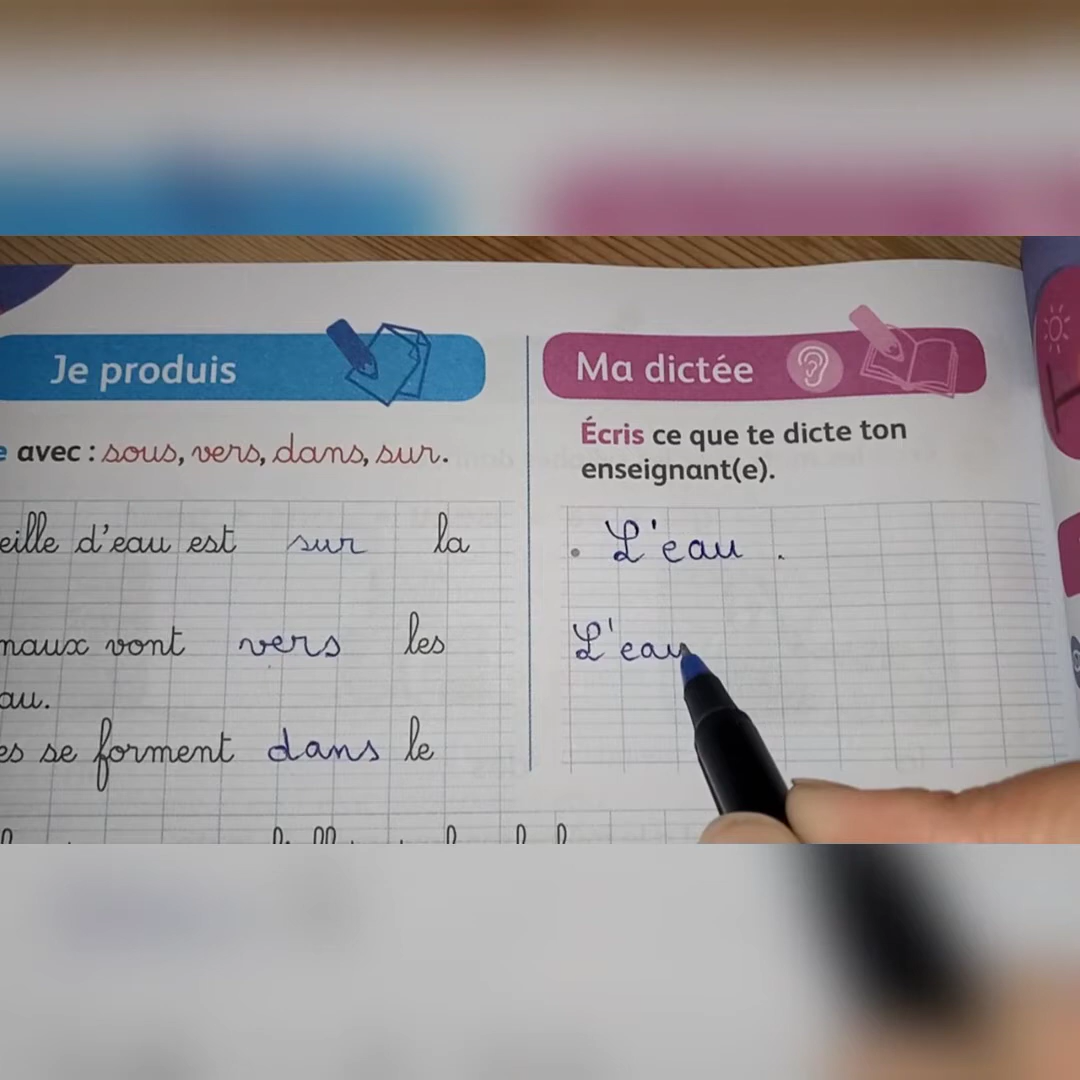 Je produis
avec : sous, vers, dans, sur.
eille d'eau est sur la
maux vont vers les
au.
es se forment dans le
Ma dictée
Écris ce que te dicte ton
enseignant(e).
• L'eau .
L'eau